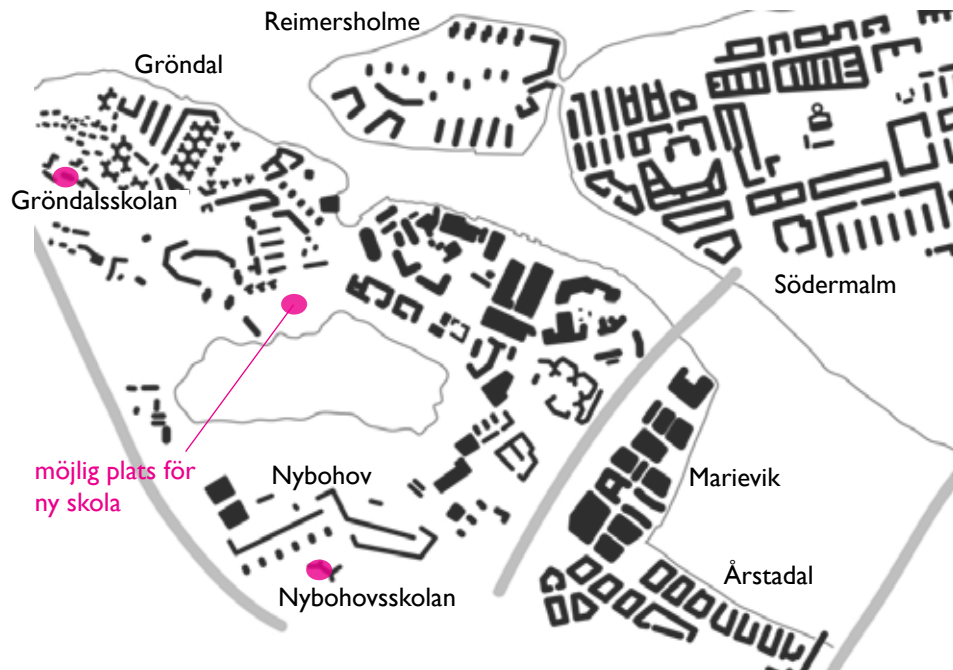 Reimersholme
Gröndal
Gröndalsskolan
Södermalm
möjlig plats för
ny skola
Nybohov
Marievik
Årstadal
Nybohovsskolan